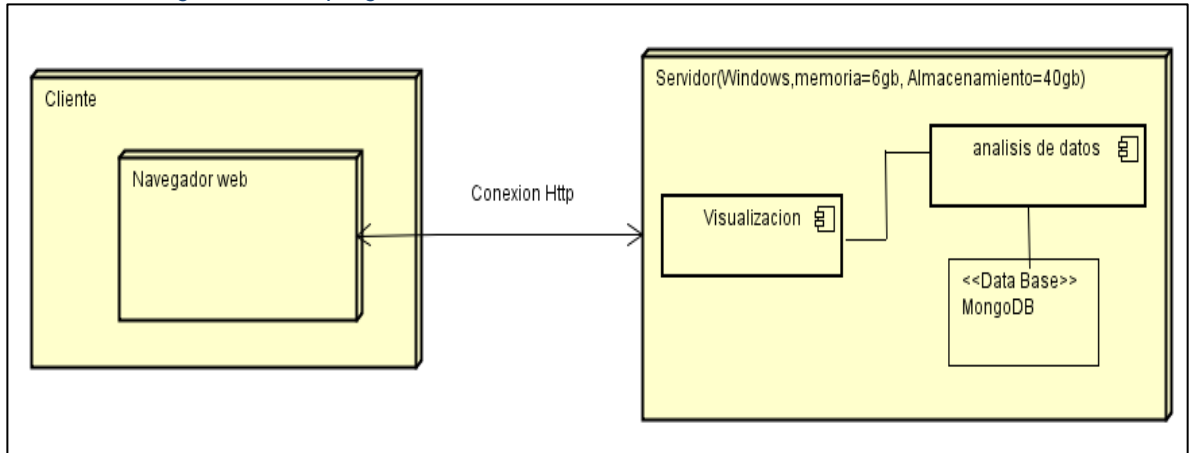 Cliente
Navegador web
Conexion Http
Servidor(Windows,memoria=6gb, Almacenamiento=40gb)
analisis de datos
Visualizacion
<<Data Base>>
MongoDB